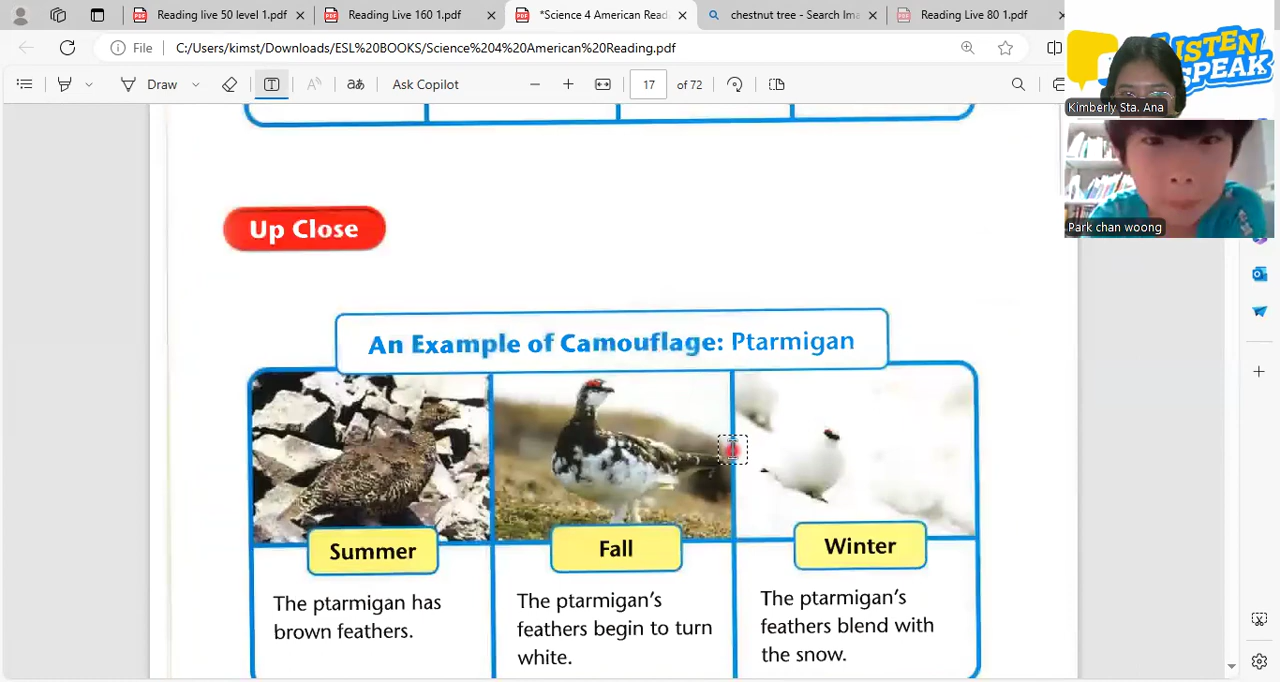 Reading live 50 level 1.pdf
Reading Live 160 1.pdf
*Science 4 American Read
chestnut tree - Search Ima
Reading Live 80 1.pdf
File
C:/Users/kimst/Downloads/ESL%20BOOKS/Science%204%20American%20Reading.pdf
Draw
aあ
Ask Copilot
17
of 72
LISTEN
SPEAK
Kimberly Sta. Ana
Park chan woong
Up Close
An Example of Camouflage: Ptarmigan
Summer
Fall
Winter
The ptarmigan has
brown feathers.
The ptarmigan's
feathers begin to turn
white.
The ptarmigan's
feathers blend with
the snow.